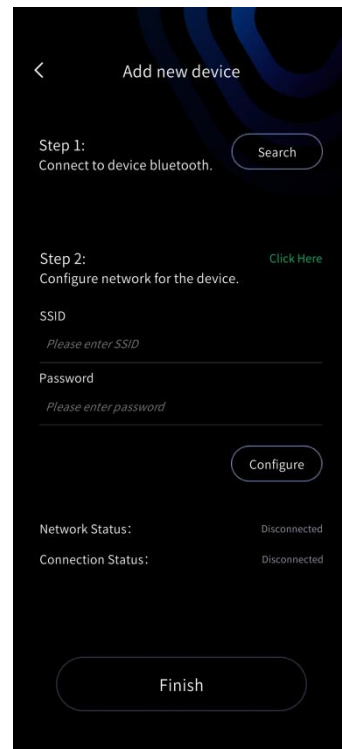 Add new device
Step 1:
Connect to device bluetooth.
Search
Step 2:
Click Here
Configure network for the device.
SSID
Please enter SSID
Password
Please enter password
Configure
Network Status:
Disconnected
Connection Status:
Disconnected
Finish